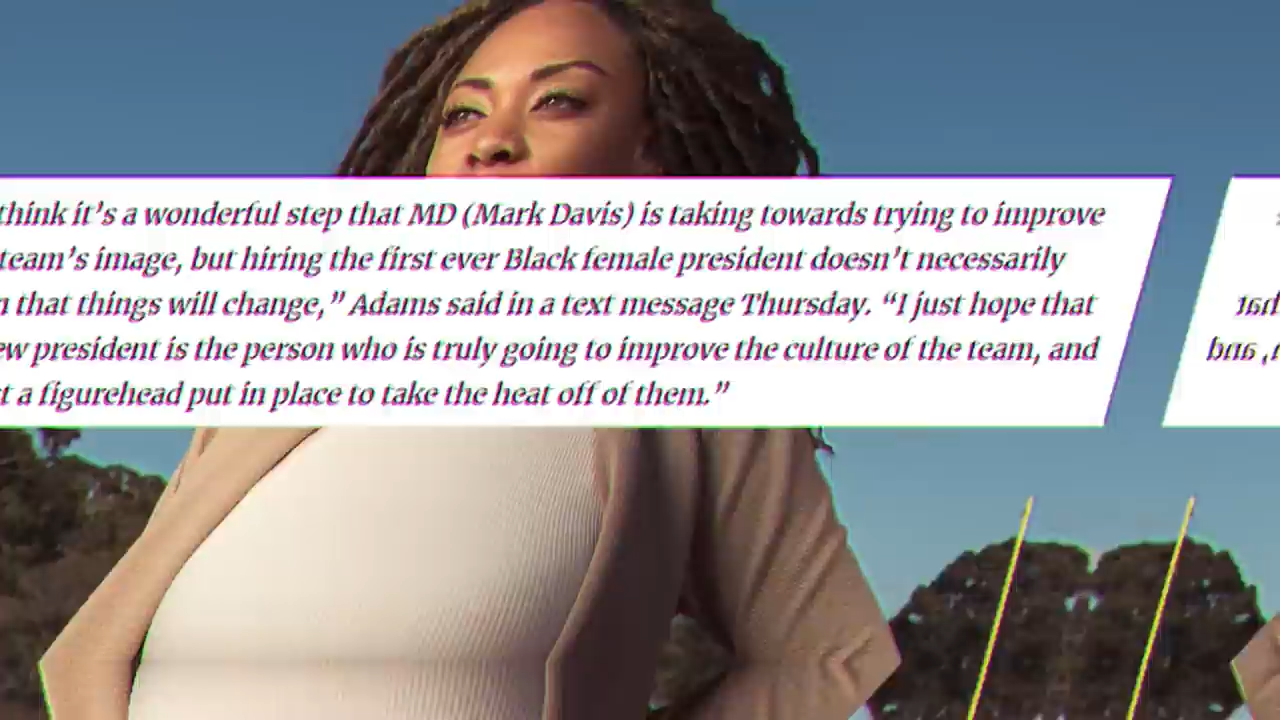 think it’s a wonderful step that MD (Mark Davis) is taking towards trying to improve
team’s image, but hiring the first ever Black female president doesn’t necessarily
that things will change,” Adams said in a text message Thursday. “I just hope that
president is the person who is truly going to improve the culture of the team, and
a figurehead put in place to take the heat off of them.”